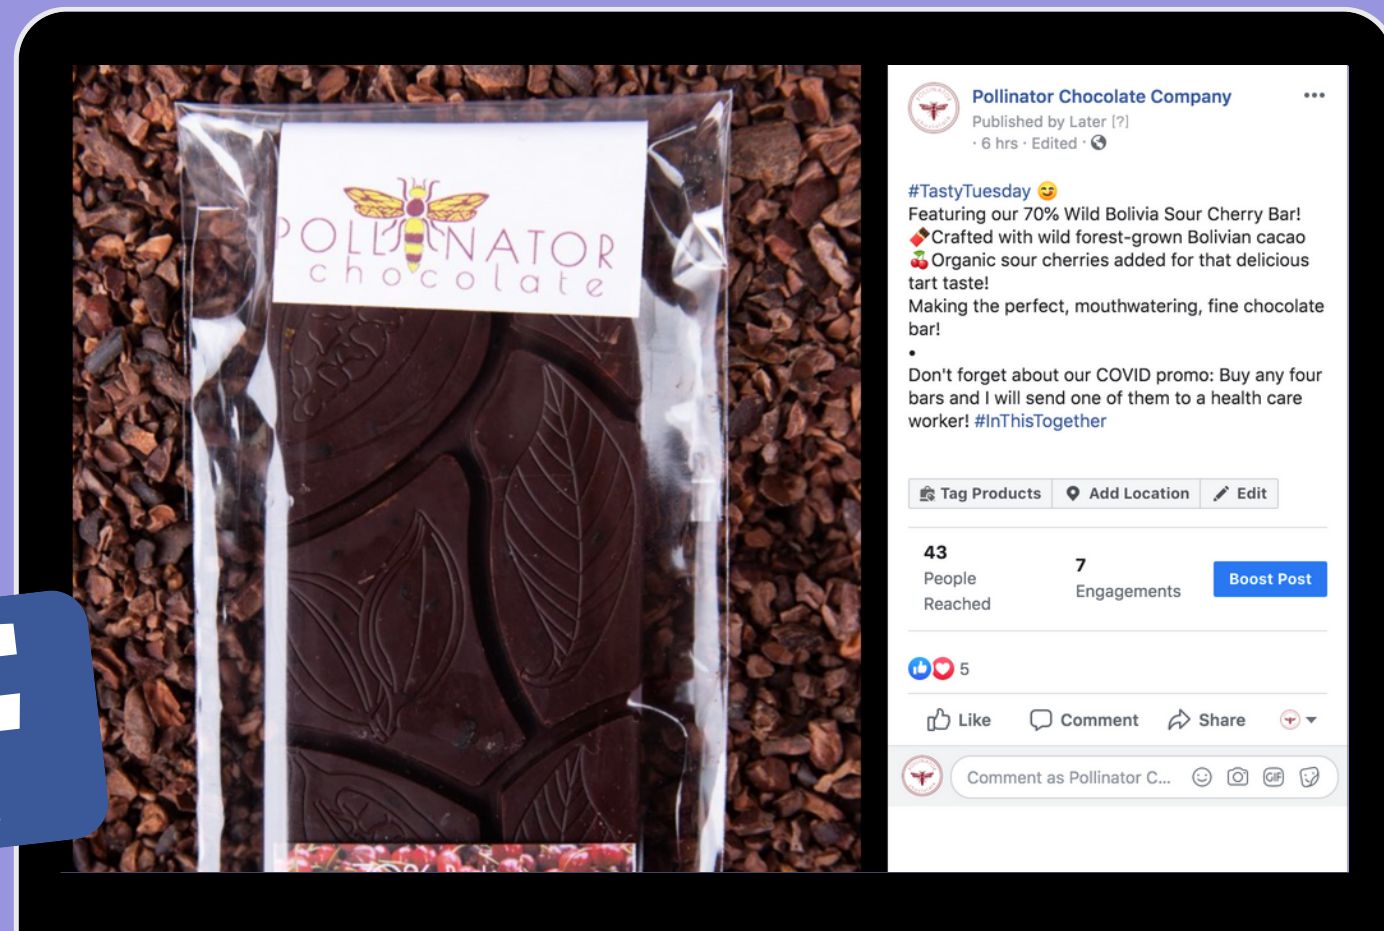 POLLINATOR
chocolate
Pollinator Chocolate Company
Published by Later [?]
· 6 hrs · Edited ·
#TastyTuesday 😋
Featuring our 70% Wild Bolivia Sour Cherry Bar!
🍫Crafted with wild forest-grown Bolivian cacao
🍒Organic sour cherries added for that delicious
tart taste!
Making the perfect, mouthwatering, fine chocolate
bar!
•
Don't forget about our COVID promo: Buy any four
bars and I will send one of them to a health care
worker! #InThisTogether
Tag Products Add Location Edit
43
People
Reached
7
Engagements
Boost Post
5
Like Comment Share
Comment as Pollinator C...
GIF